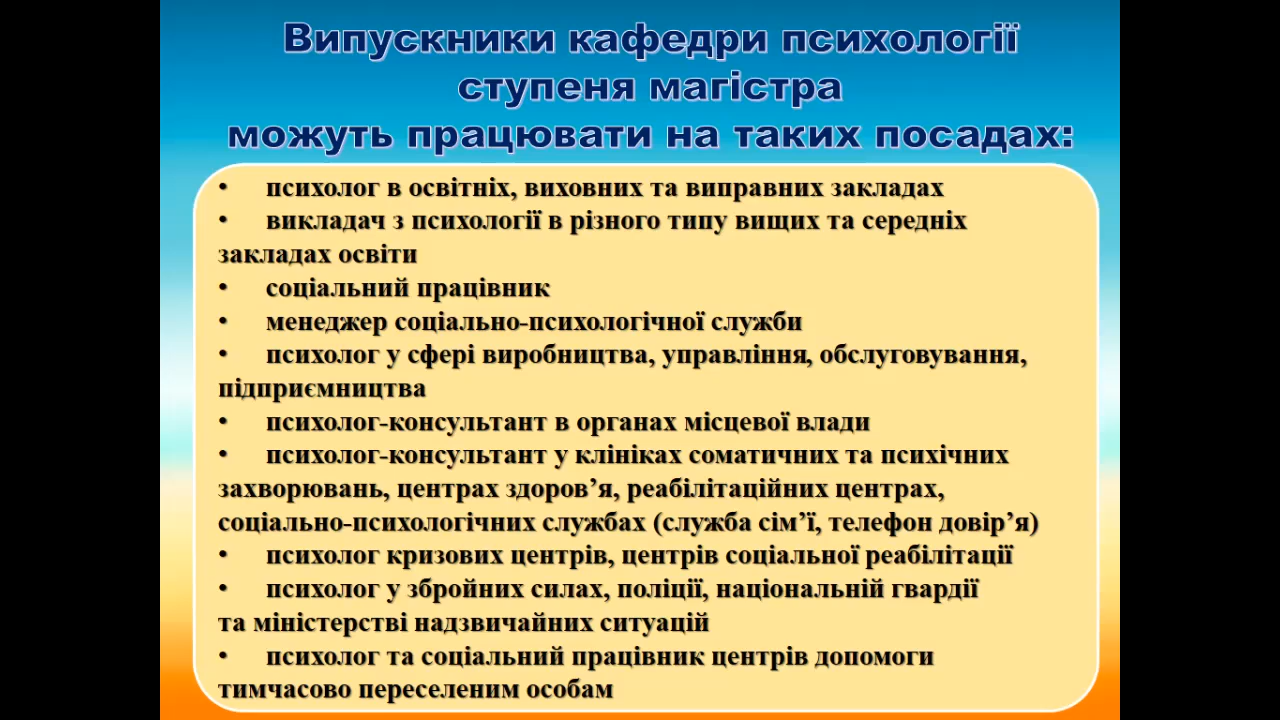 Випускники кафедри психології
ступеня магістра
можуть працювати на таких посадах:
• психолог в освітніх, виховних та виправних закладах
• викладач з психології в різного типу вищих та середніх
закладах освіти
• соціальний працівник
• менеджер соціально-психологічної служби
• психолог у сфері виробництва, управління, обслуговування,
підприємництва
• психолог-консультант в органах місцевої влади
• психолог-консультант у клініках соматичних та психічних
захворювань, центрах здоров’я, реабілітаційних центрах,
соціально-психологічних службах (служба сім’ї, телефон довір’я)
• психолог кризових центрів, центрів соціальної реабілітації
• психолог у збройних силах, поліції, національній гвардії
та міністерстві надзвичайних ситуацій
• психолог та соціальний працівник центрів допомоги
тимчасово переселеним особам